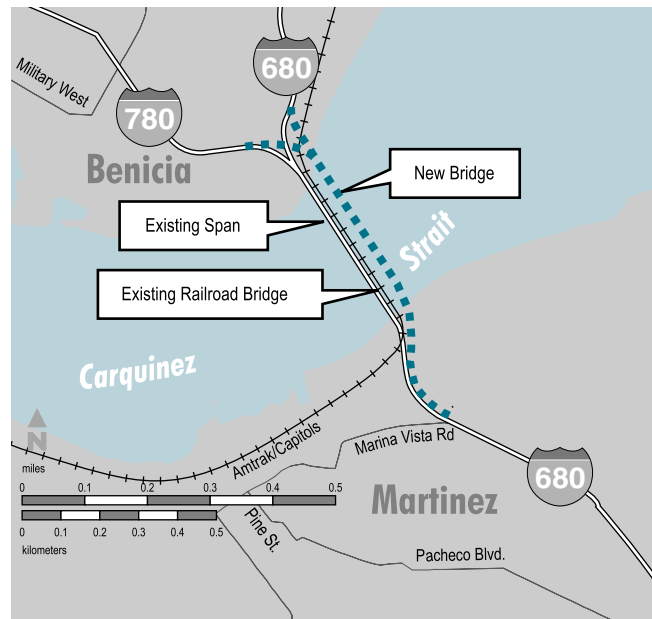 680
Military West
780
Benicia
New Bridge
Existing Span
Strait
Existing Railroad Bridge
Carquinez
N
Amtrak/Capitols
Marina Vista Rd
miles
680
0 0.1 0.2 0.3 0.4 0.5
Martinez
Pine St.
0 0.1 0.2 0.3 0.4 0.5
kilometers
Pacheco Blvd.